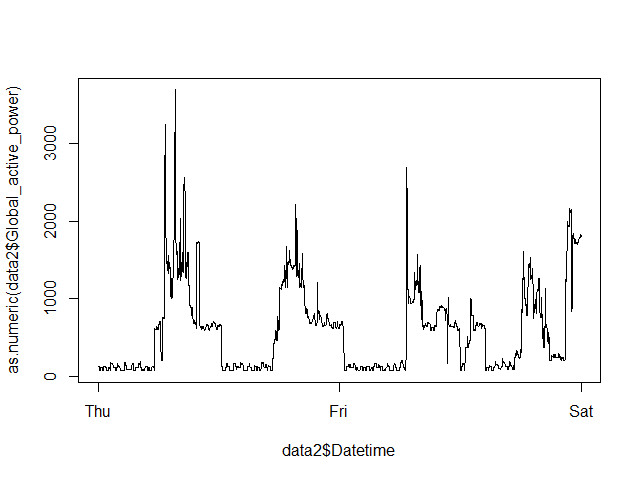 as.numeric(data2$Global_active_power)
3000
2000
1000
0
Thu Fri Sat
data2$Datetime